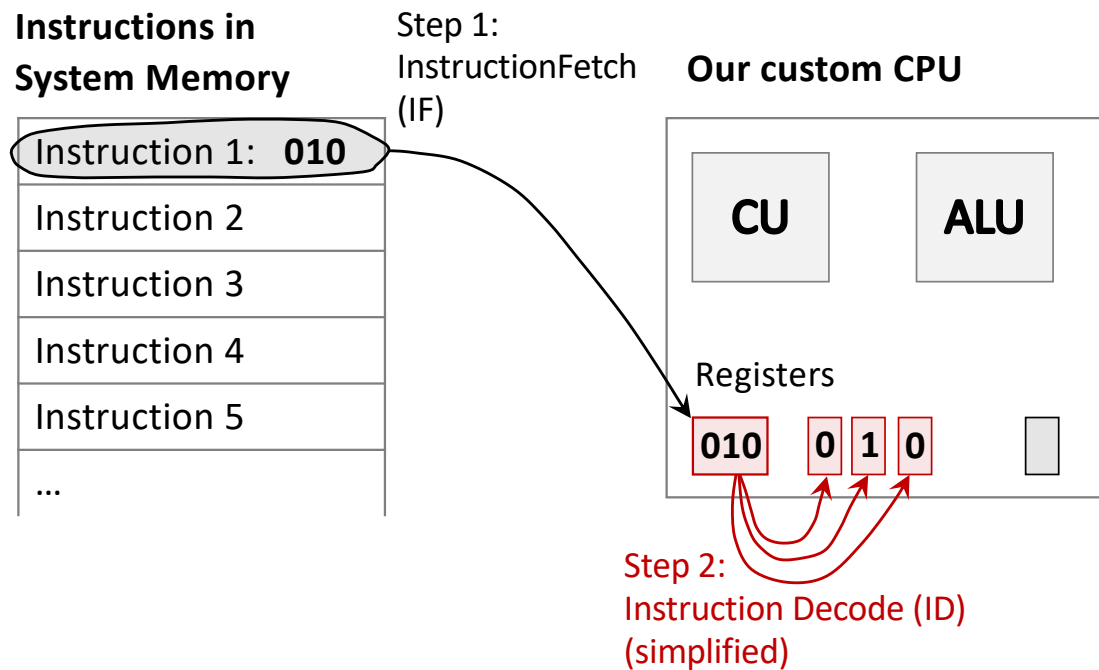 Instructions in
System Memory
Step 1:
InstructionFetch
(IF)
Our custom CPU
Instruction 1: 010
Instruction 2
Instruction 3
Instruction 4
Instruction 5
...
CU
ALU
Registers
010
0
1
0
Step 2:
Instruction Decode (ID)
(simplified)